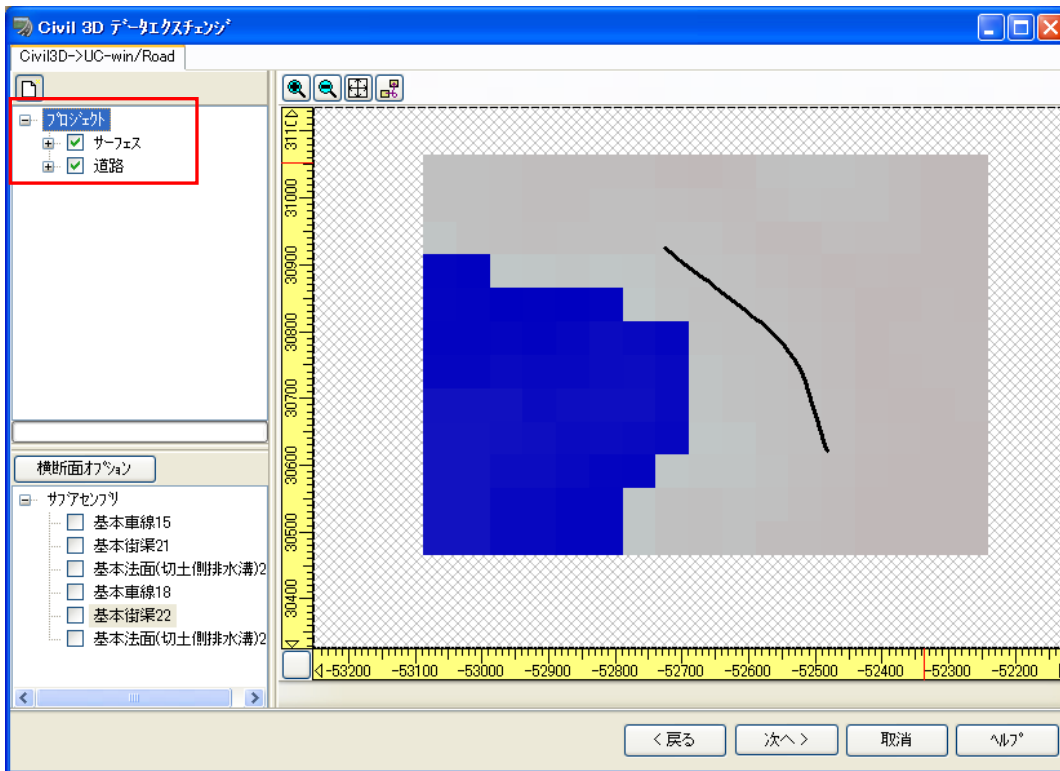 Civil 3D ﾃﾞｰﾀｴｸｽﾁｪﾝｼﾞ
Civil3D->UC-win/Road
ﾌﾟﾛｼﾞｪｸﾄ
ｻｰﾌｪｽ
道路
横断面ｵﾌﾟｼｮﾝ
ｻﾌﾞｱｾﾝﾌﾞﾘ
基本車線15
基本街渠21
基本法面(切土側排水溝)2
基本車線18
基本街渠22
基本法面(切土側排水溝)2
31000
30900
30800
30700
30600
30500
30400
-53200 -53100 -53000 -52900 -52800 -52700 -52600 -52500 -52400 -52300 -52200
< 戻る 次へ > 取消 ﾍﾙﾌﾟ